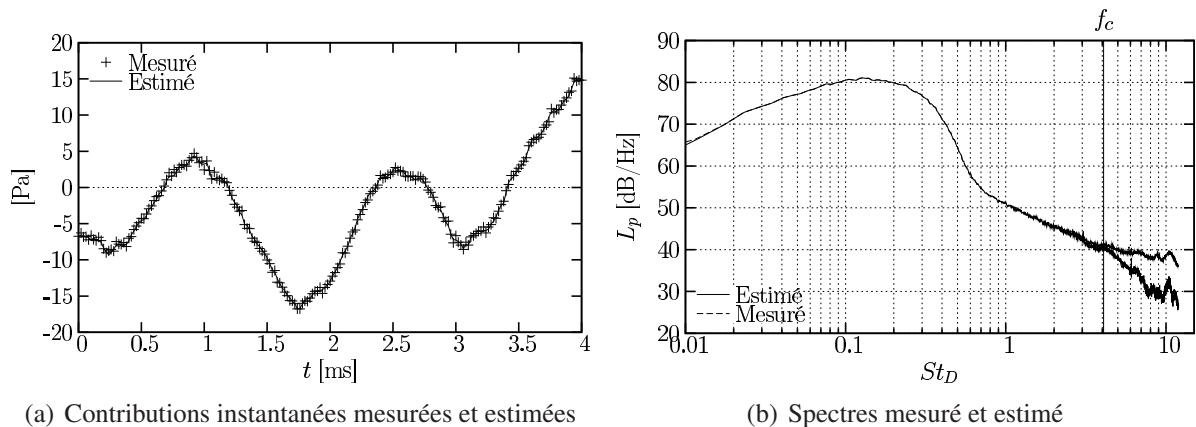 20
15
10
5
0
-5
-10
-15
-20
[Pa]
Mesuré
Estimé
0 0.5 1 1.5 2 2.5 3 3.5 4
t [ms]
(a) Contributions instantanées mesurées et estimées
f_c
90
80
70
60
50
40
30
20
L_p [dB/Hz]
Estimé
Mesuré
0.01 0.1 1 10
St_D
(b) Spectres mesuré et estimé